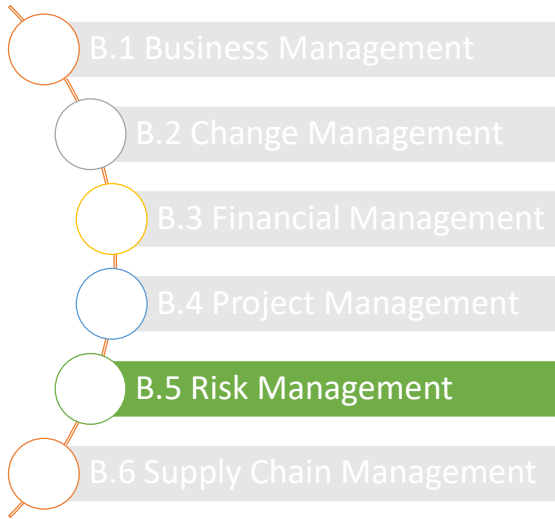 B.1 Business Management
B.2 Change Management
B.3 Financial Management
B.4 Project Management
B.5 Risk Management
B.6 Supply Chain Management